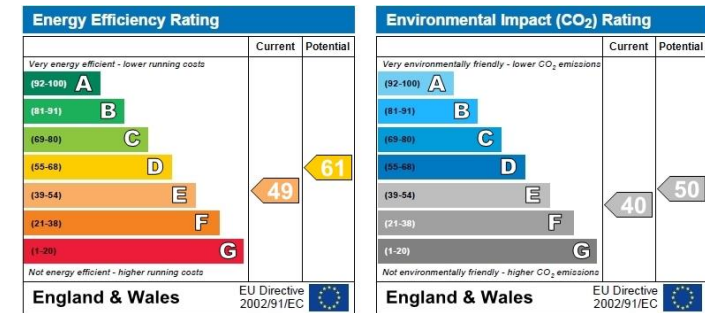 Energy Efficiency Rating
Current Potential
Very energy efficient - lower running costs
(92-100) A
(81-91) B
(69-80) C
(55-68) D
61
(39-54) E
49
(21-38) F
(1-20) G
Not energy efficient - higher running costs
England & Wales
EU Directive
2002/91/EC
Environmental Impact (CO₂) Rating
Current Potential
Very environmentally friendly - lower CO₂ emissions
(92-100) A
(81-91) B
(69-80) C
(55-68) D
(39-54) E
40
50
(21-38) F
(1-20) G
Not environmentally friendly - higher CO₂ emissions
England & Wales
EU Directive
2002/91/EC